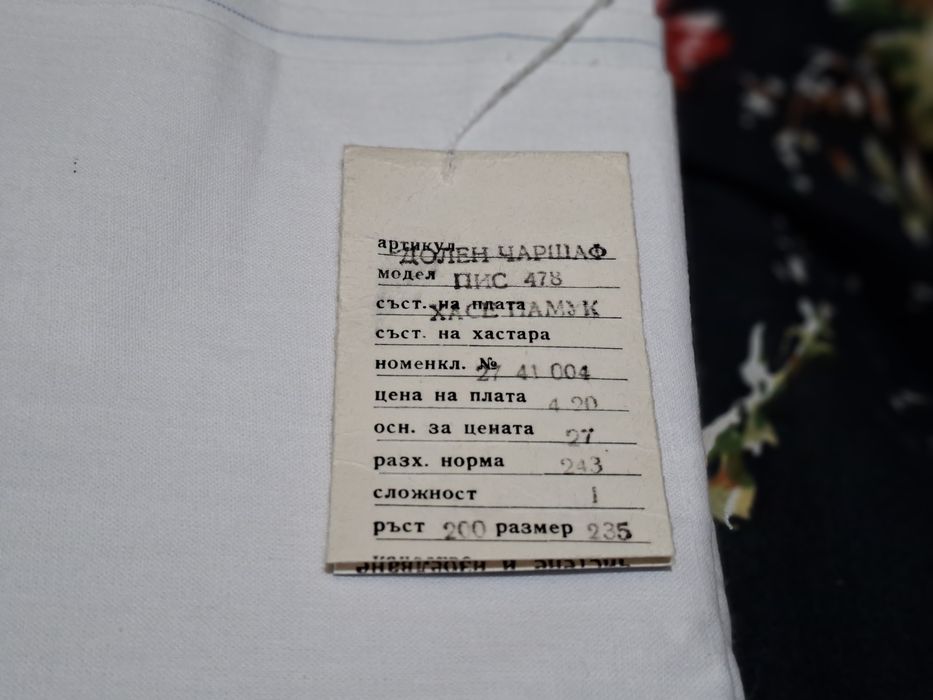 артикул ДОЛЕН ЧАРШАФ
модел ПИС 478
съст. на плата ХАСЕ ПАМУК
съст. на хастара
номенкл. № 27 41 004
цена на плата 4 20
осн. за цената 27
разх. норма 243
сложност 1
ръст 200 размер 235